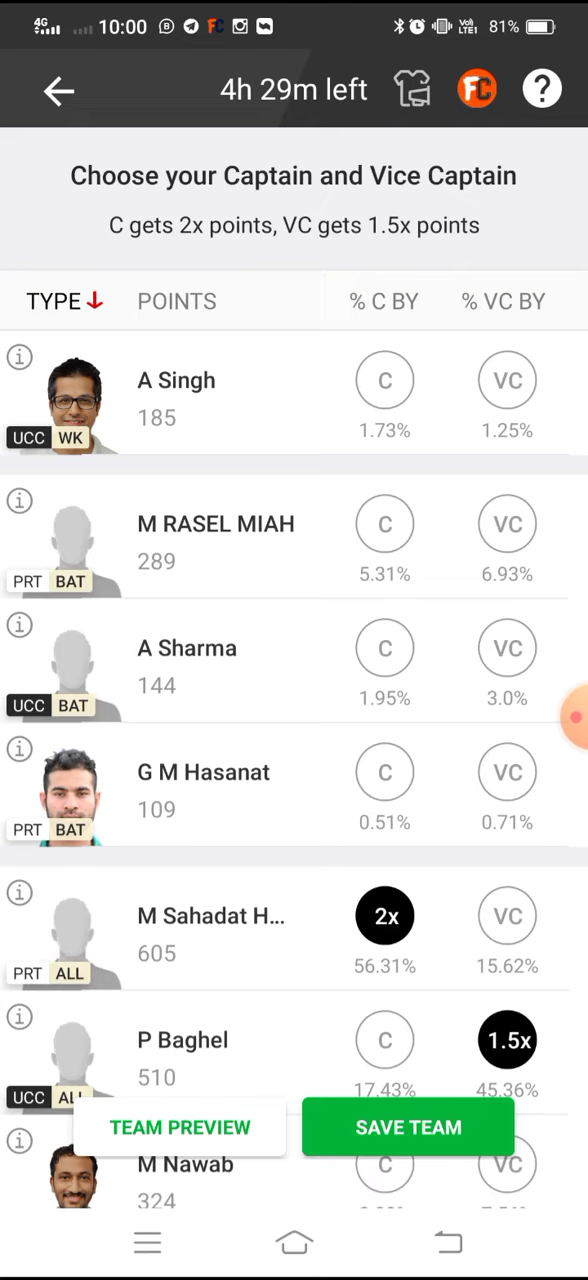 4G 10:00 B FC VoII LTE1 81%
4h 29m left FC ?
Choose your Captain and Vice Captain
C gets 2x points, VC gets 1.5x points
TYPE POINTS % C BY % VC BY
A Singh C VC
185
UCC WK 1.73% 1.25%
M RASEL MIAH C VC
289
PRT BAT 5.31% 6.93%
A Sharma C VC
144
UCC BAT 1.95% 3.0%
G M Hasanat C VC
109
PRT BAT 0.51% 0.71%
M Sahadat H... 2x VC
605
PRT ALL 56.31% 15.62%
P Baghel C 1.5x
510
UCC 17.43% 45.36%
TEAM PREVIEW SAVE TEAM
M Nawab C VC
324